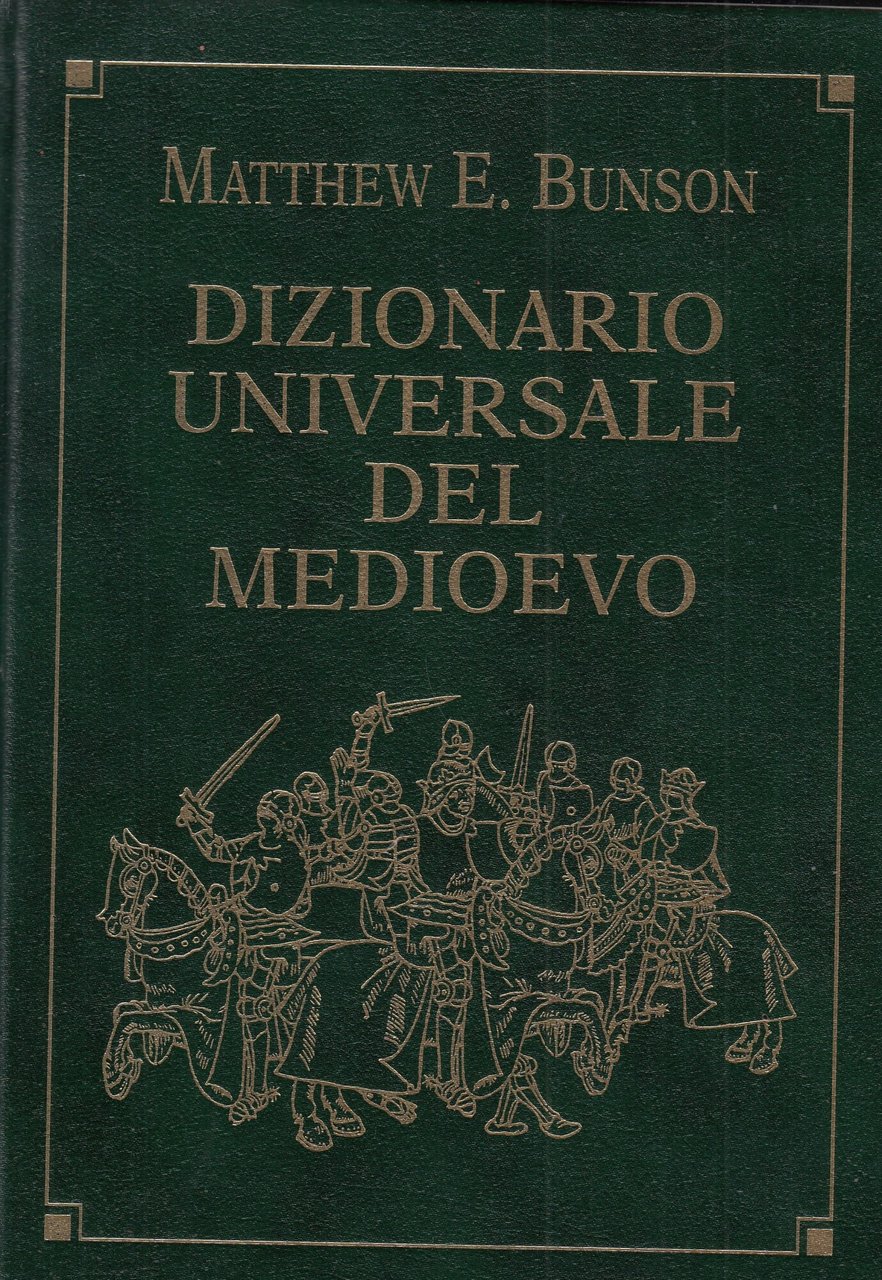 MATTHEW E. BUNSON
DIZIONARIO
UNIVERSALE
DEL
MEDIOEVO